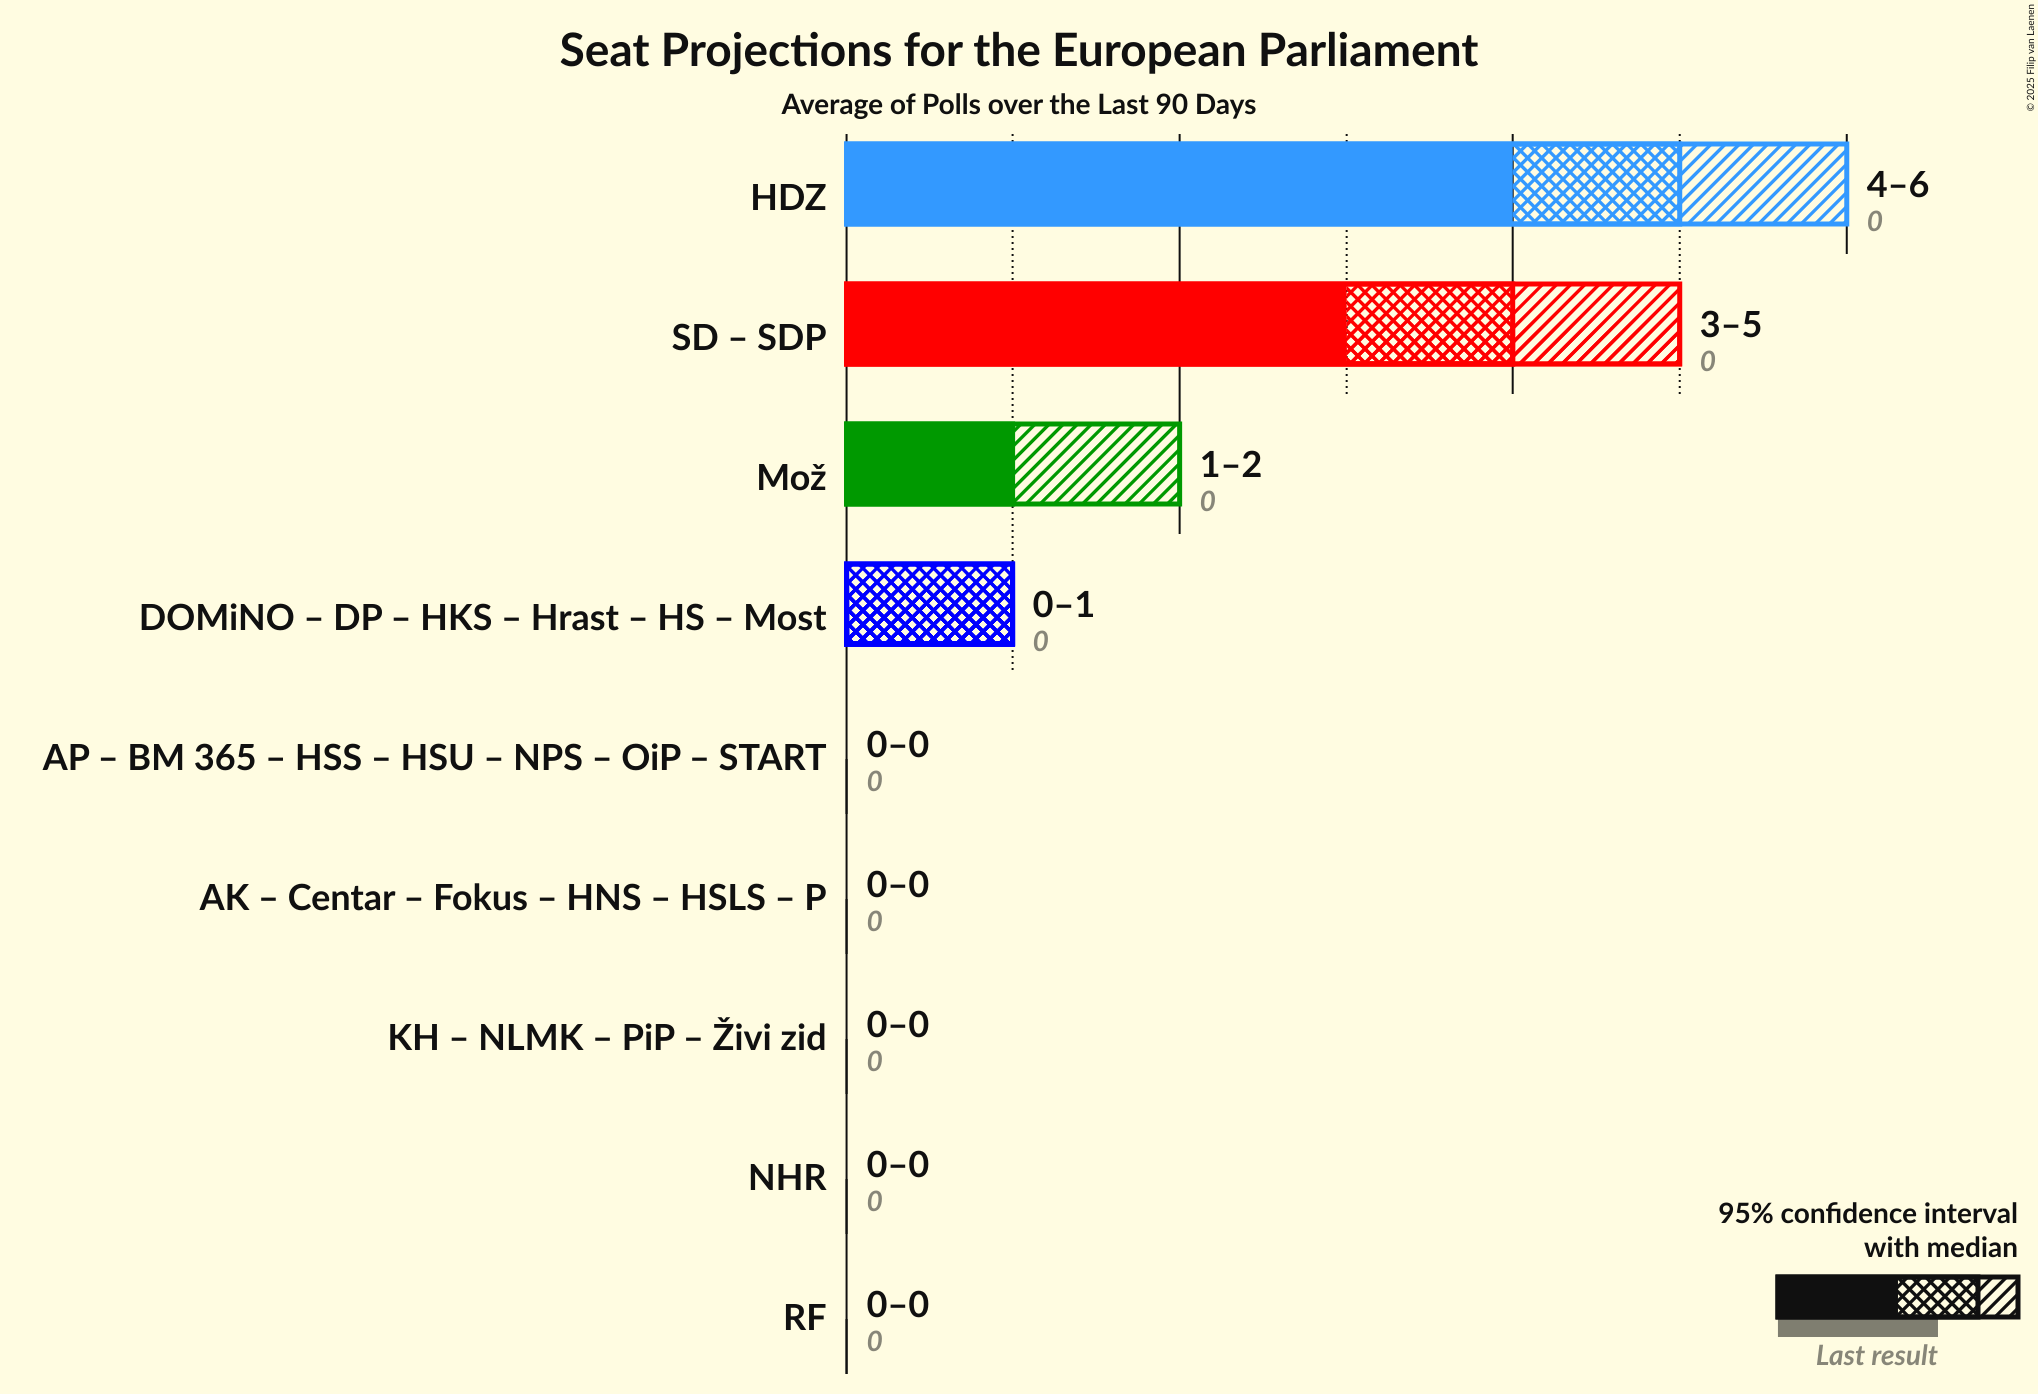 Seat Projections for the European Parliament
Average of Polls over the Last 90 Days
© 2025 Filip van Laenen
HDZ
4–6
0
SD – SDP
3–5
0
Mož
1–2
0
DOMiNO – DP – HKS – Hrast – HS – Most
0–1
0
AP – BM 365 – HSS – HSU – NPS – OiP – START
0–0
0
AK – Centar – Fokus – HNS – HSLS – P
0–0
0
KH – NLMK – PiP – Živi zid
0–0
0
NHR
0–0
0
RF
0–0
0
95% confidence interval
with median
Last result